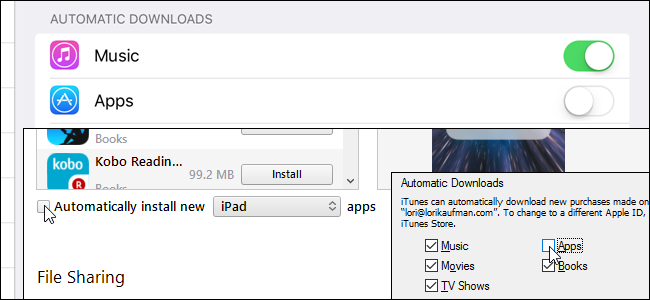 AUTOMATIC DOWNLOADS
Music
Apps
Books
kobo
R
Kobo Readin...
99.2 MB
Install
Books
Automatically install new
iPad
apps
File Sharing
Automatic Downloads
iTunes can automatically download new purchases made on
"lori@lorikaufman.com". To change to a different Apple ID,
iTunes Store.
Music
Apps
Movies
Books
TV Shows